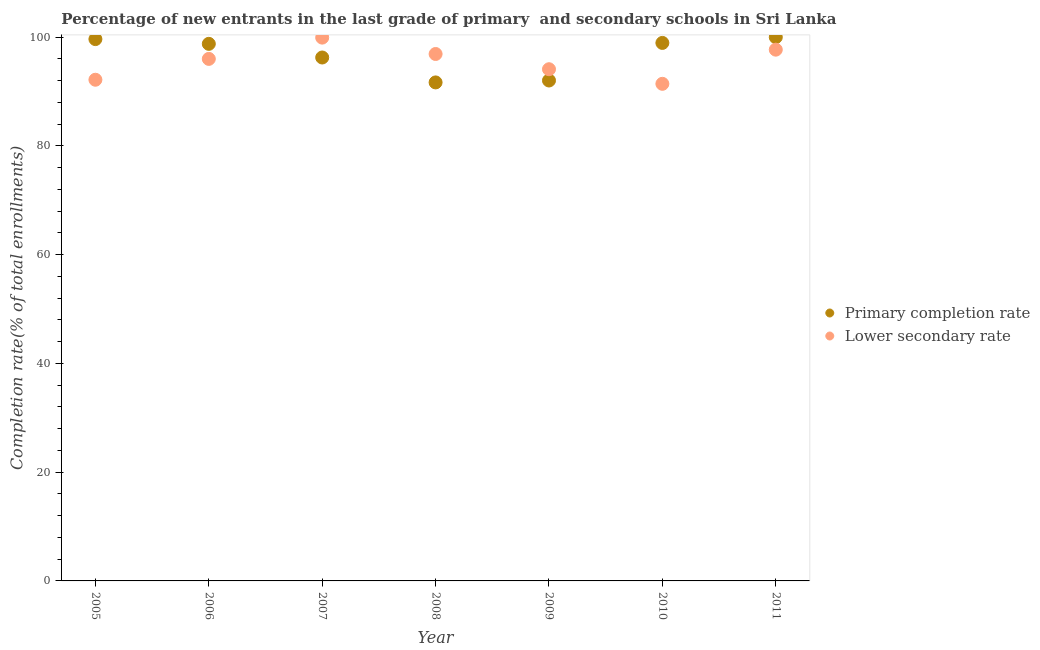 Percentage of new entrants in the last grade of primary  and secondary schools in Sri Lanka
Completion rate(% of total enrollments)
100
80
60
40
20
0
2005
2006
2007
2008
2009
2010
2011
Year
Primary completion rate
Lower secondary rate